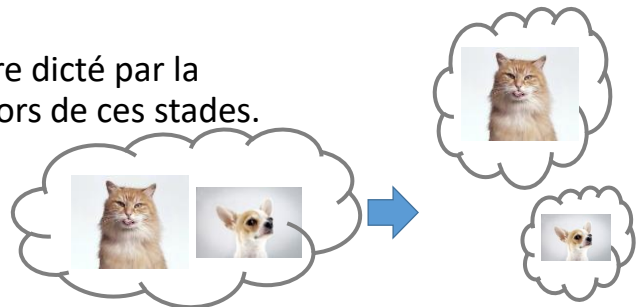 re dicté par la
ors de ces stades.